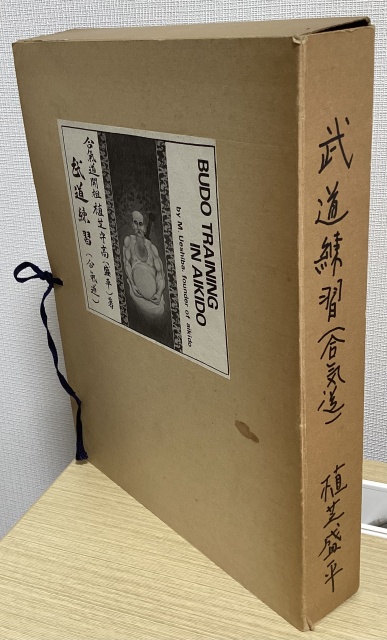 BUDO TRAINING
IN AIKIDO
by M. Ueshiba, founder of aikido
合氣道開祖 植芝守高(盛平)著
武道練習(合氣道)
武道練習(合気道)
植芝盛平